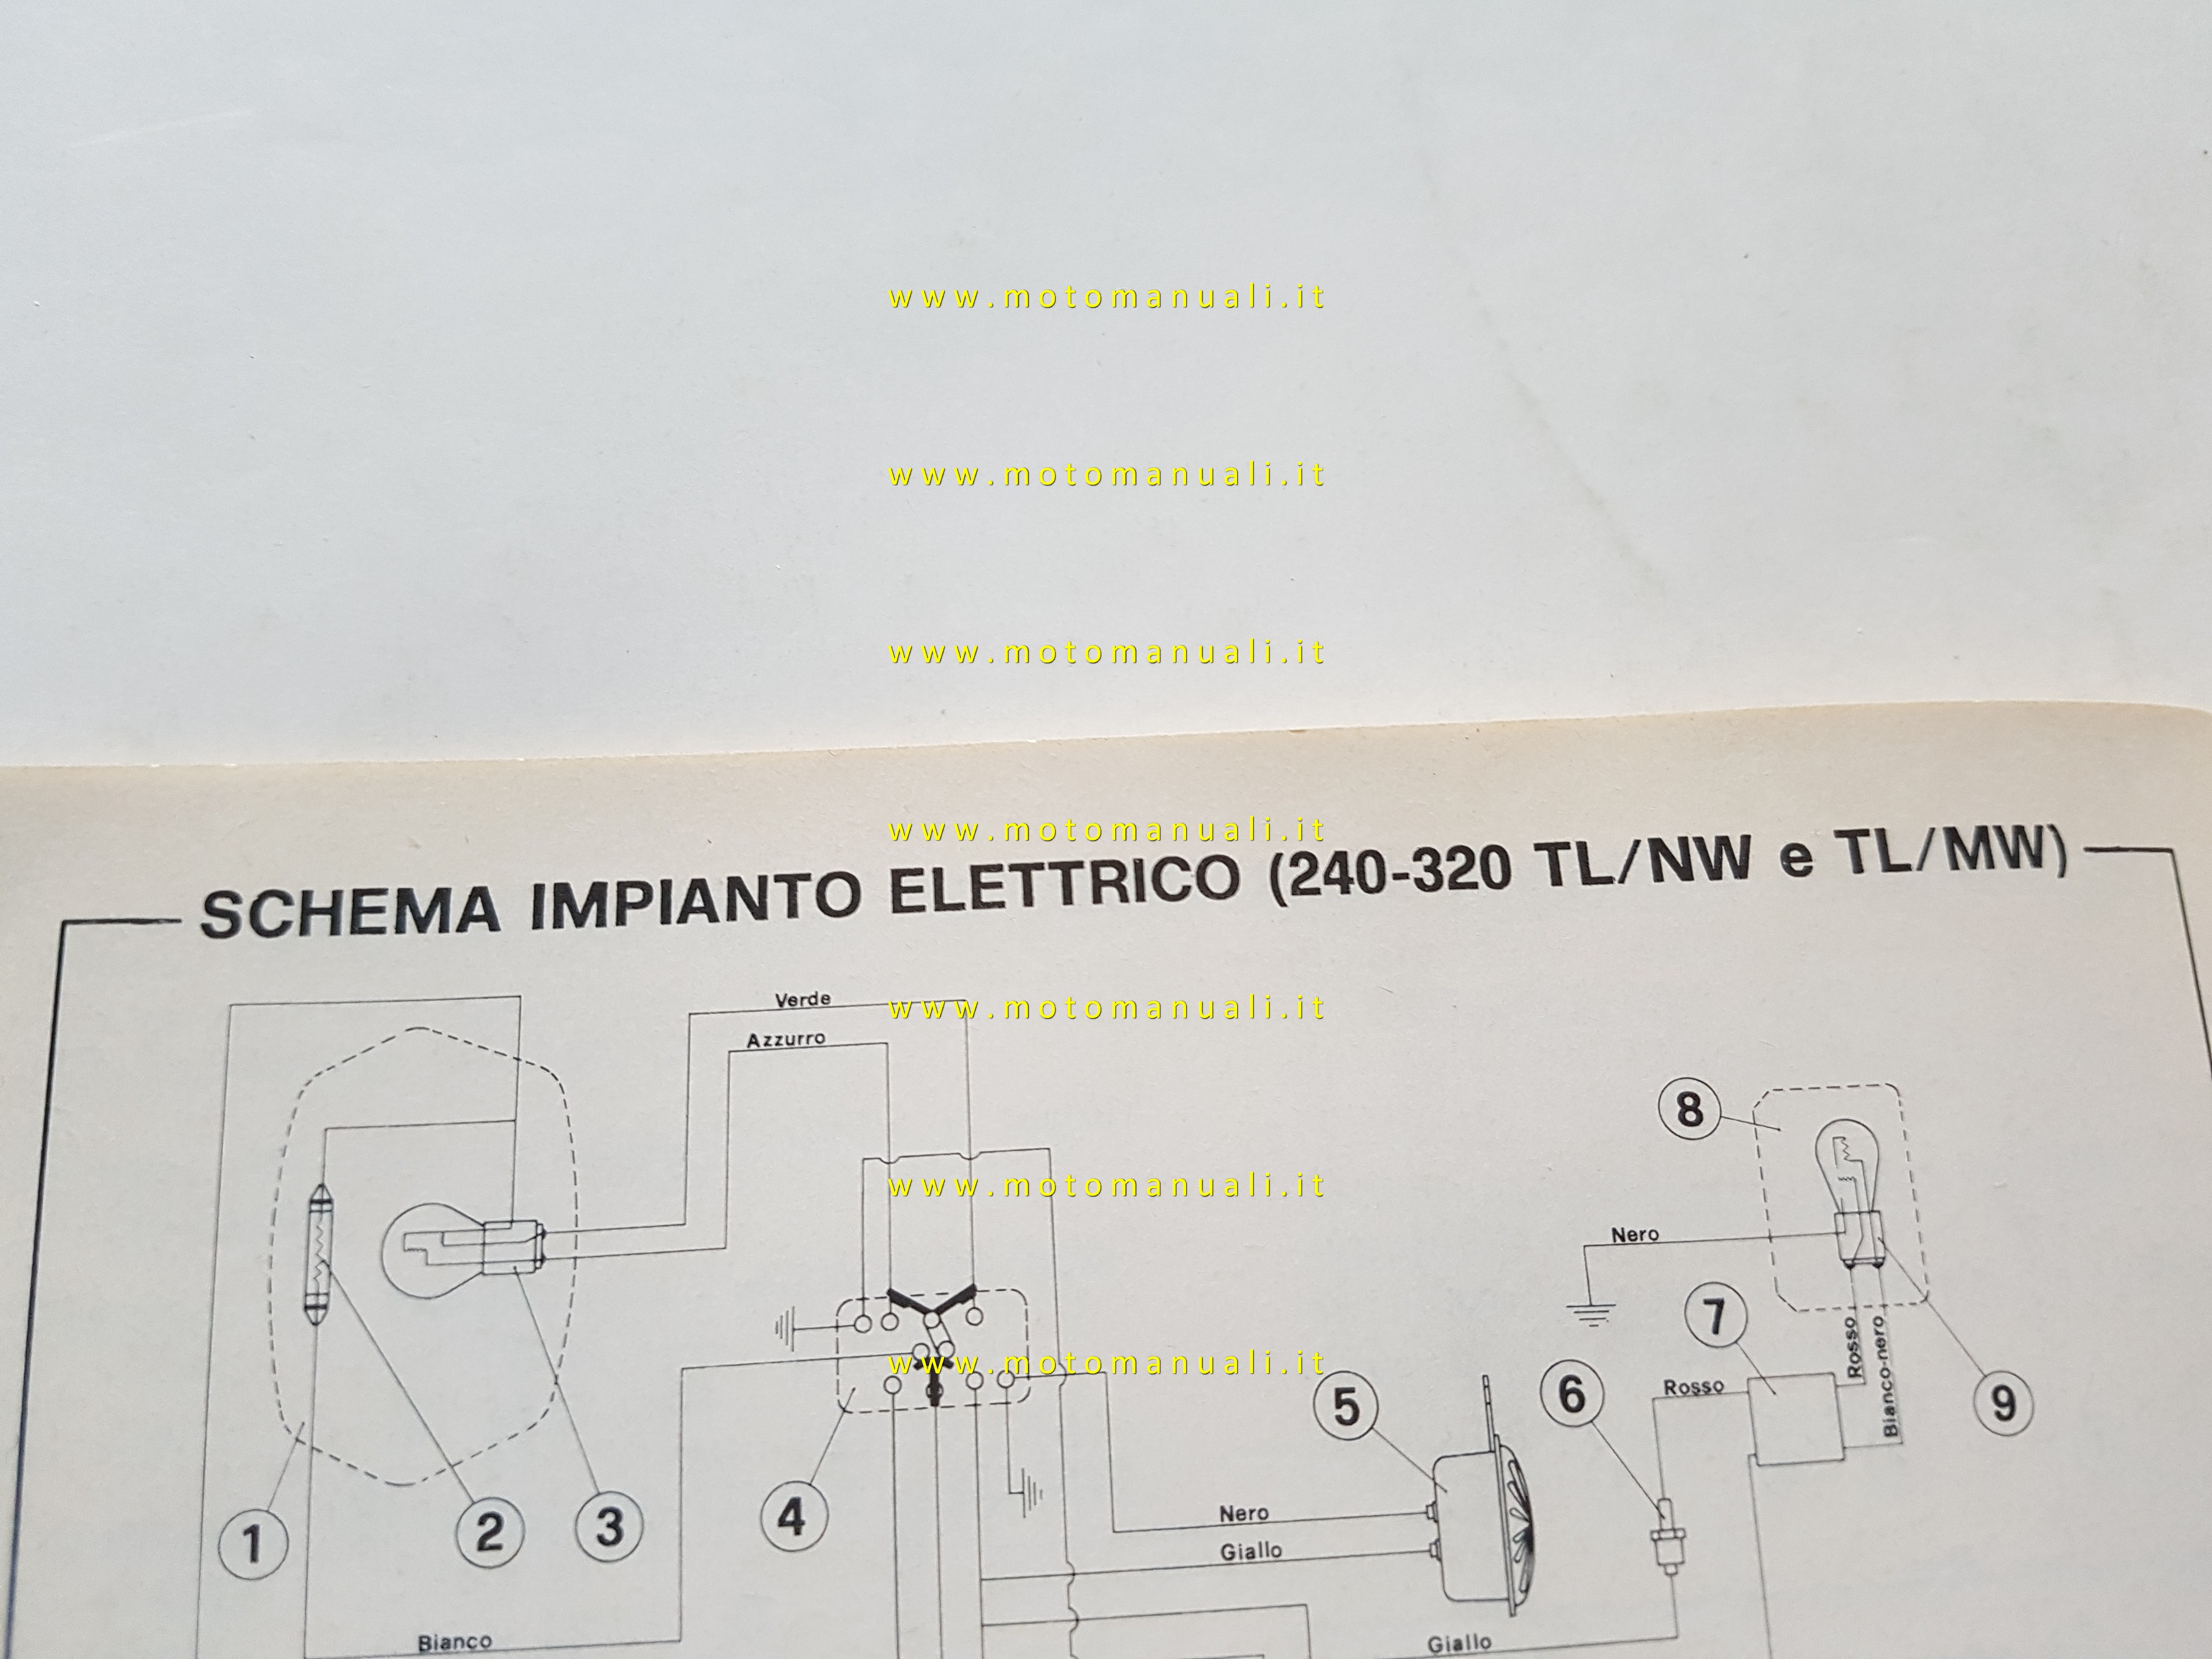 www.motomanuali.it
www.motomanuali.it
www.motomanuali.it
www.motomanuali.it
SCHEMA IMPIANTO ELETTRICO (240-320 TL/NW e TL/MW)
Verde
www.motomanuali.it
Azzurro
8
www.motomanuali.it
Nero
7
Rosso
Bianco-nero
www.motomanuali.it
5
6
Rosso
9
1
2
3
4
Nero
Giallo
Bianco
Giallo